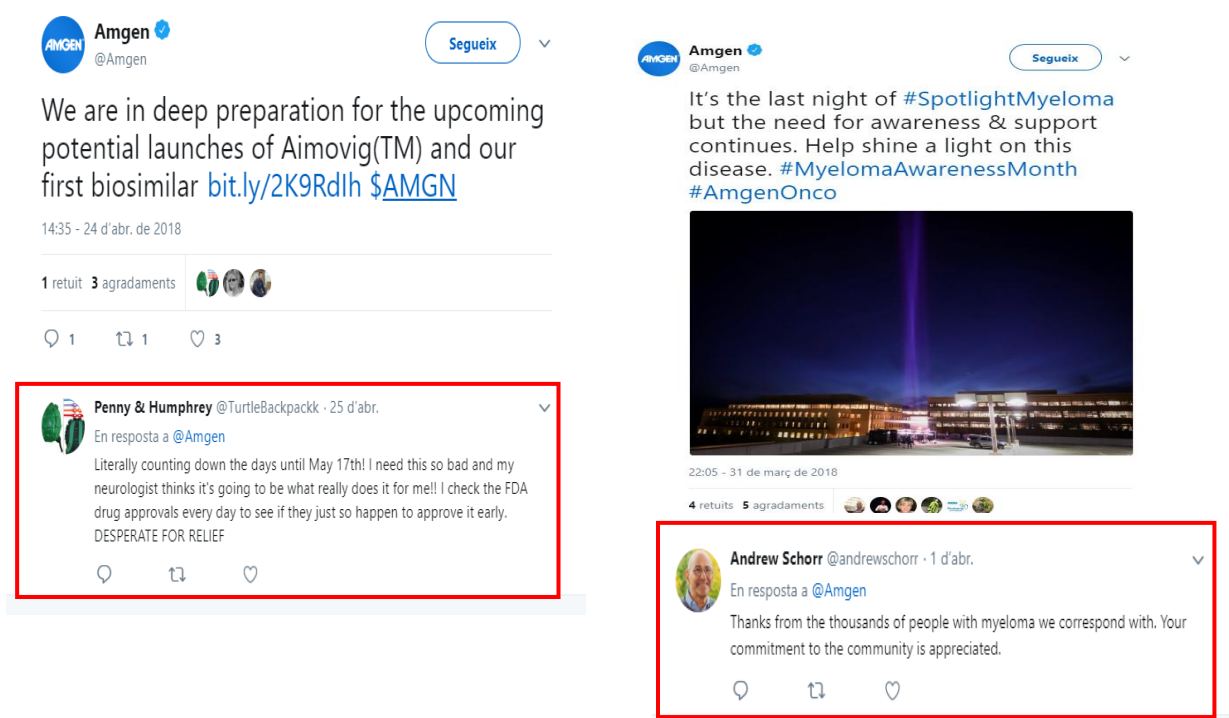 AMGEN
Amgen
@Amgen
Segueix
We are in deep preparation for the upcoming
potential launches of Aimovig(TM) and our
first biosimilar bit.ly/2K9RdIh $AMGN
14:35 - 24 d'abr. de 2018
1 retuit 3 agradaments
1 1 3
Penny & Humphrey @TurtleBackpackk · 25 d'abr.
En resposta a @Amgen
Literally counting down the days until May 17th! I need this so bad and my
neurologist thinks it's going to be what really does it for me!! I check the FDA
drug approvals every day to see if they just so happen to approve it early.
DESPERATE FOR RELIEF
AMGEN
Amgen
@Amgen
Segueix
It's the last night of #SpotlightMyeloma
but the need for awareness & support
continues. Help shine a light on this
disease. #MyelomaAwarenessMonth
#AmgenOnco
22:05 - 31 de març de 2018
4 retuits 5 agradaments
Andrew Schorr @andrewschorr · 1 d'abr.
En resposta a @Amgen
Thanks from the thousands of people with myeloma we correspond with. Your
commitment to the community is appreciated.